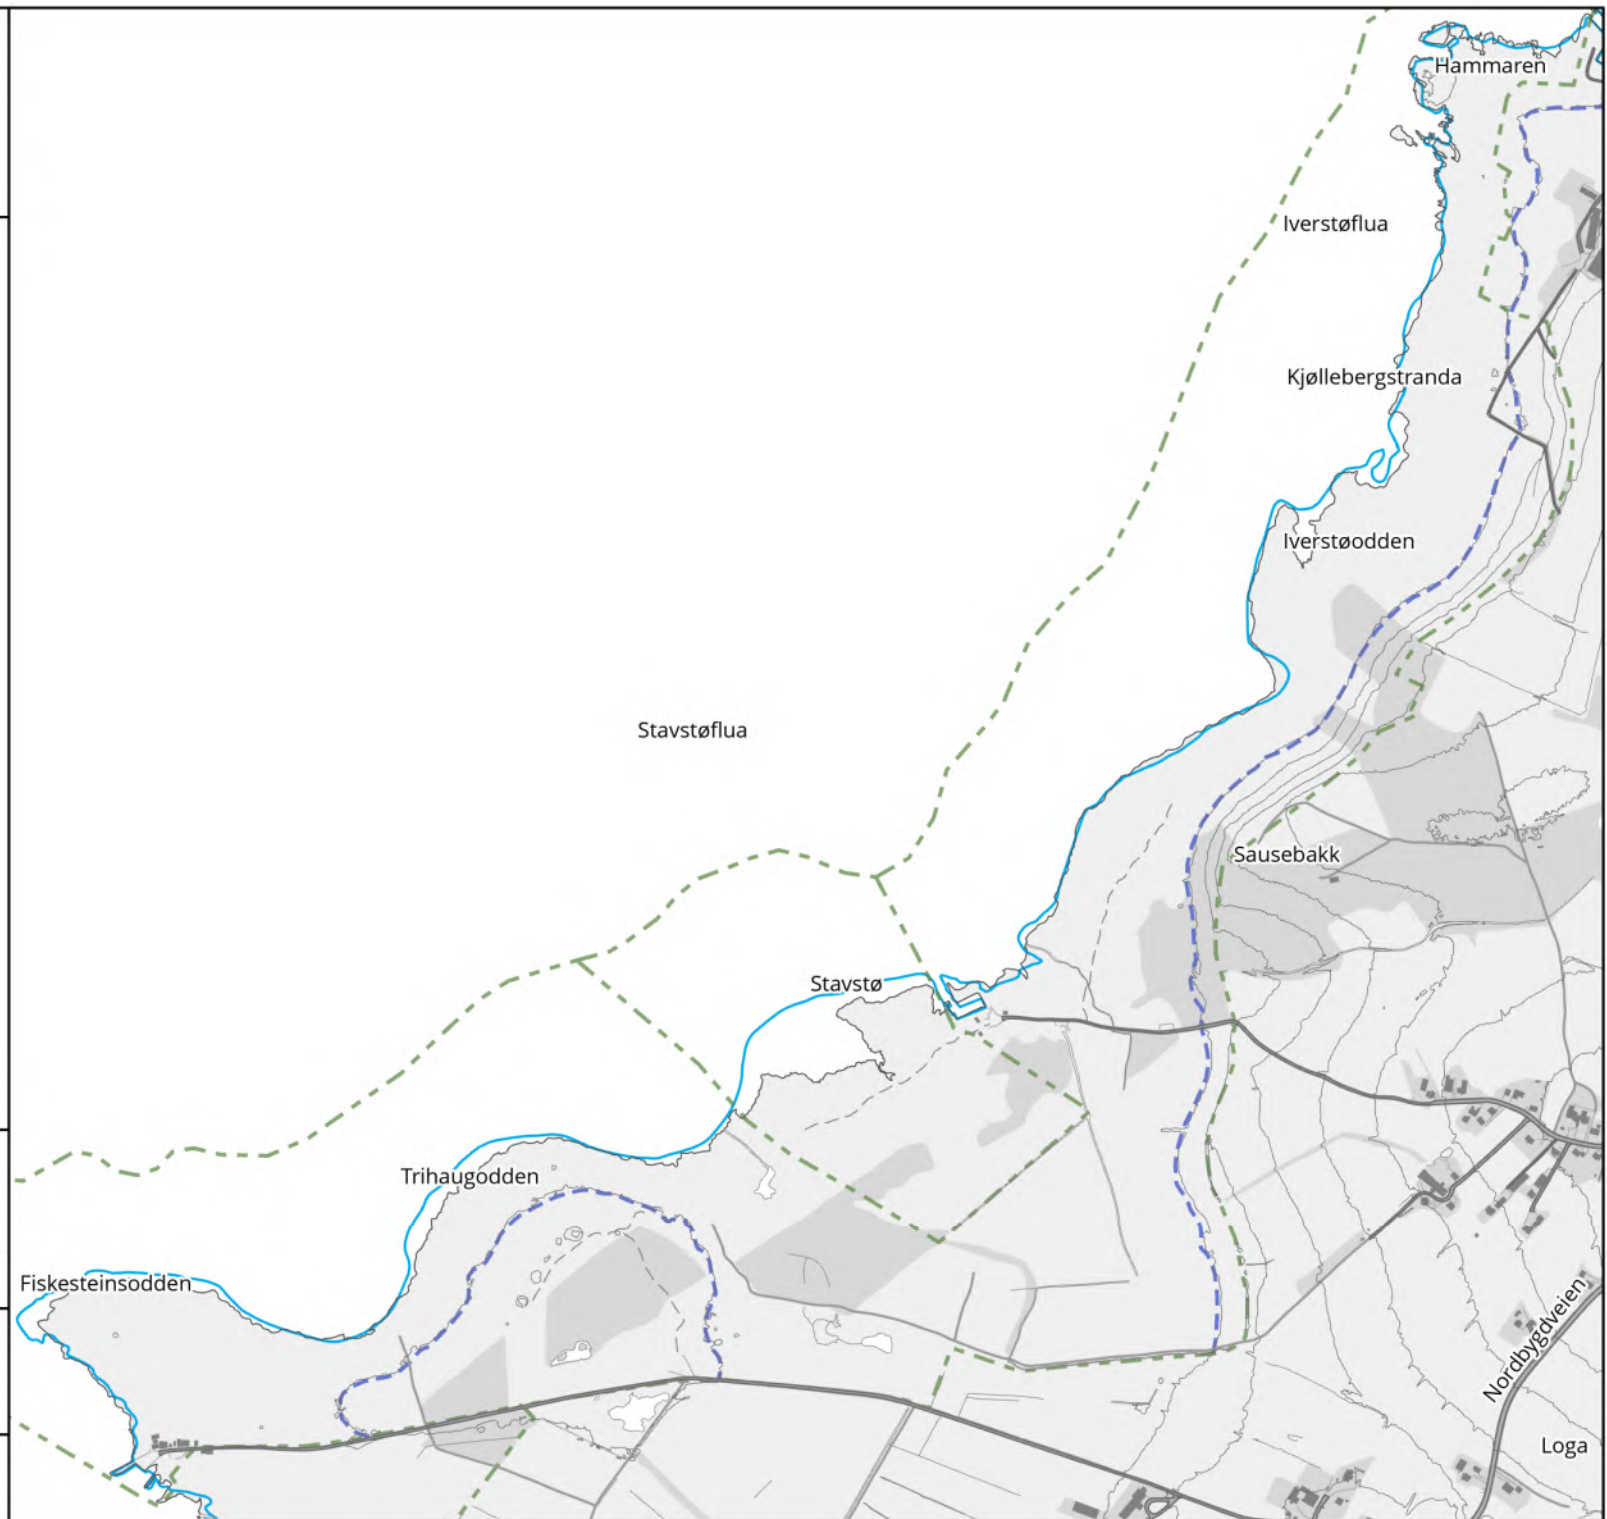 Hammaren
Iverstøflua
Kjøllebergstranda
Iverstøodden
Stavstøflua
Sausebakk
Stavstø
Trihaugodden
Fiskesteinsodden
Nordbygdveien
Loga